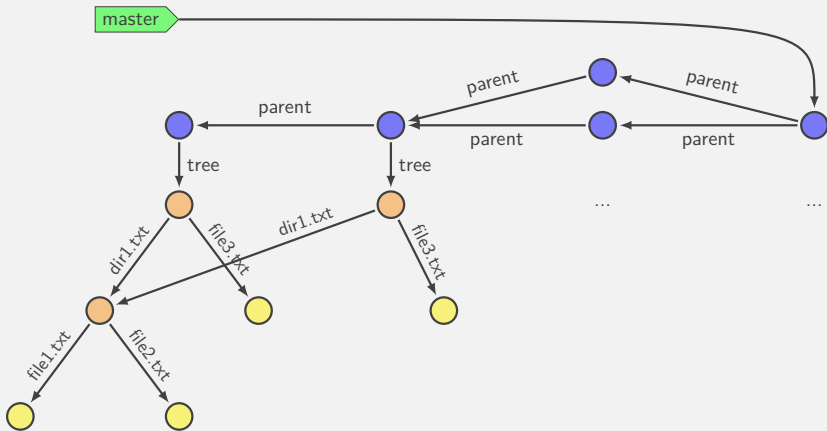 master
parent
parent
parent
parent
parent
tree
tree
...
...
dir1.txt
file3.txt
dir1.txt
file3.txt
file1.txt
file2.txt